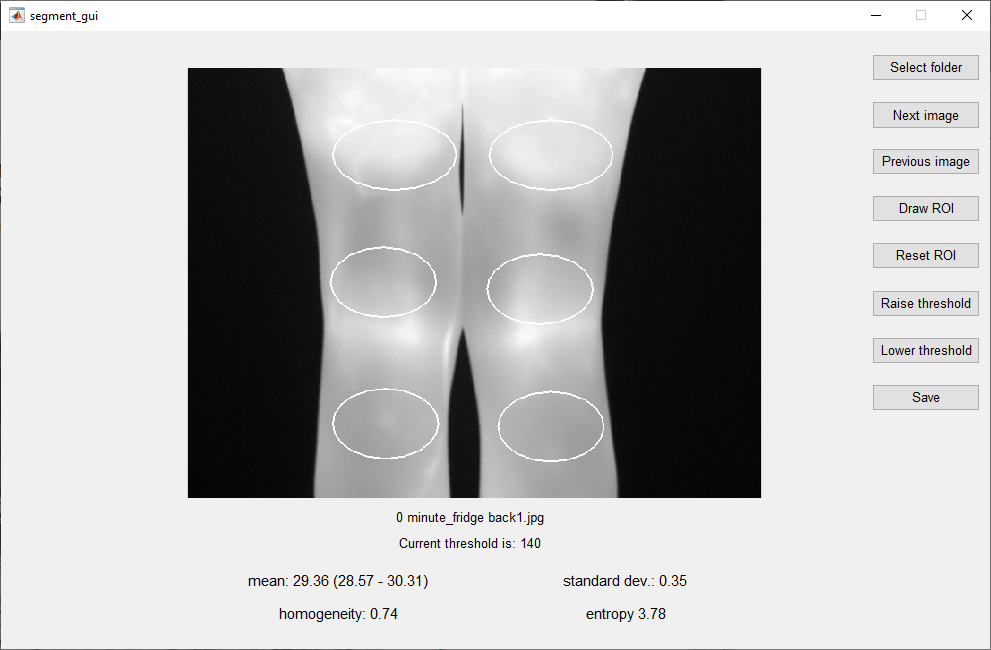 segment_gui
Select folder
Next image
Previous image
Draw ROI
Reset ROI
Raise threshold
Lower threshold
Save
0 minute_fridge back1.jpg
Current threshold is: 140
mean: 29.36 (28.57 - 30.31)
standard dev.: 0.35
homogeneity: 0.74
entropy 3.78